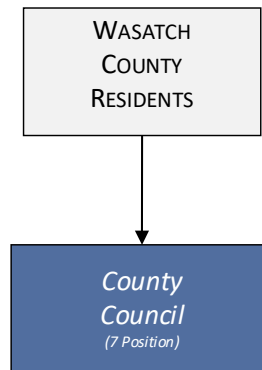 WASATCH
COUNTY
RESIDENTS
County
Council
(7 Position)